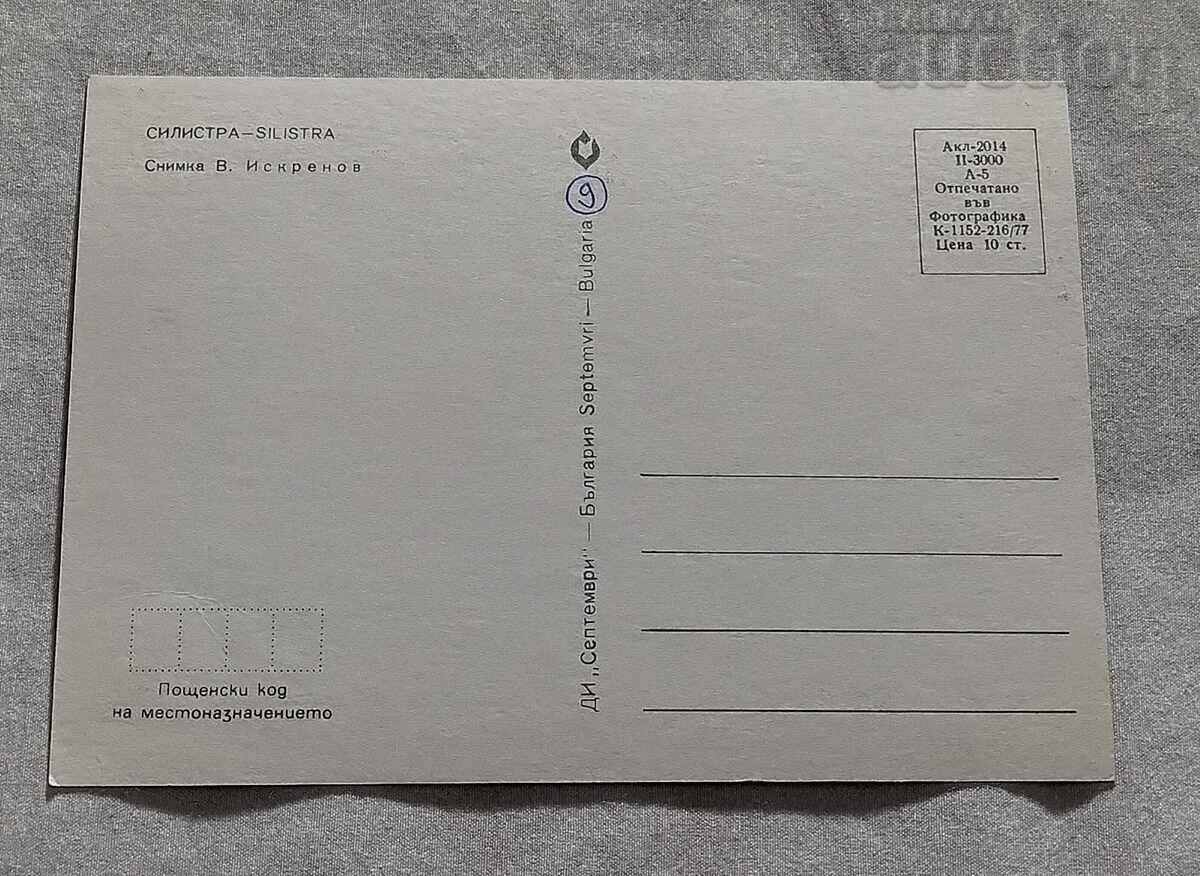 auction
СИЛИСТРА—SILISTRA
Снимка В. Искренов
9
ДИ „Септември" — България Septemvri — Bulgaria
Акл-2014
II-3000
Л-5
Отпечатано
във
Фотографика
К-1152-216/77
Цена 10 ст.
Пощенски код
на местоназначението